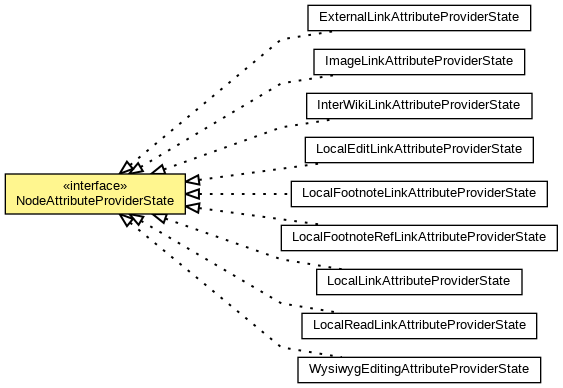 ExternalLinkAttributeProviderState
ImageLinkAttributeProviderState
InterWikiLinkAttributeProviderState
LocalEditLinkAttributeProviderState
«interface»
NodeAttributeProviderState
LocalFootnoteLinkAttributeProviderState
LocalFootnoteRefLinkAttributeProviderState
LocalLinkAttributeProviderState
LocalReadLinkAttributeProviderState
WysiwygEditingAttributeProviderState